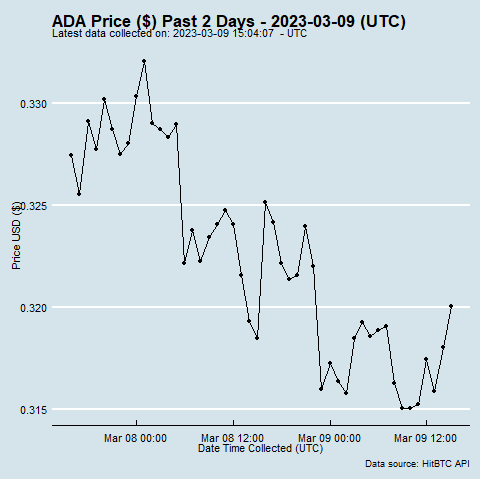 ADA Price ($) Past 2 Days - 2023-03-09 (UTC)
Latest data collected on: 2023-03-09 15:04:07 - UTC
0.330
0.325
0.320
0.315
Price USD ($)
Mar 08 00:00 Mar 08 12:00 Mar 09 00:00 Mar 09 12:00
Date Time Collected (UTC)
Data source: HitBTC API